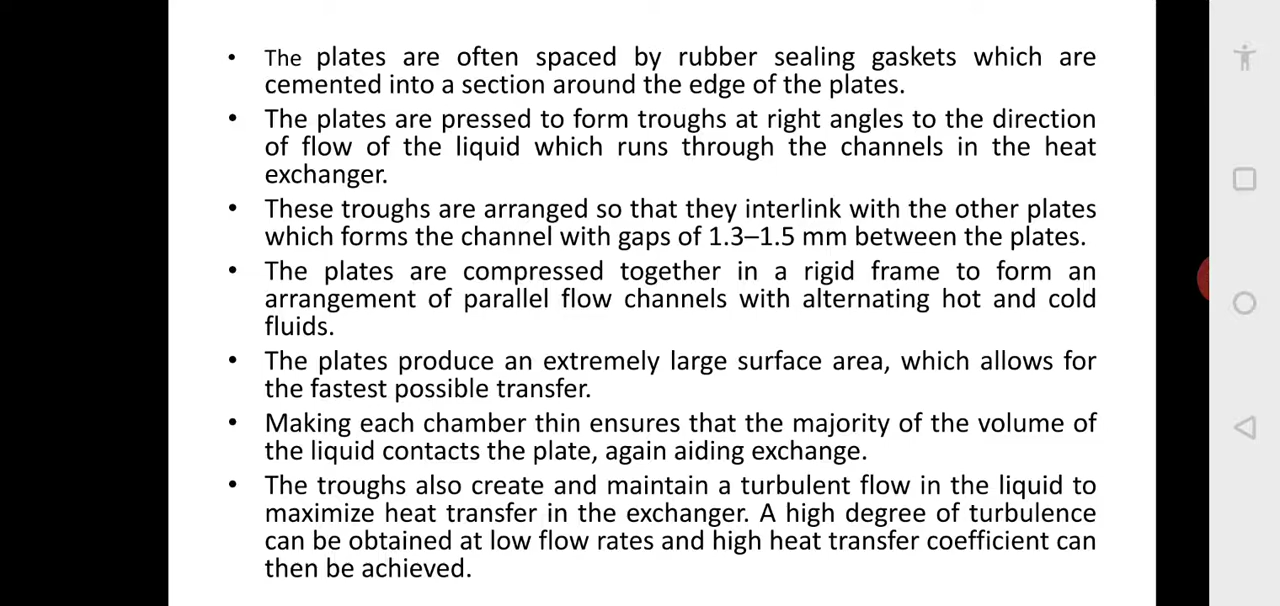 • The plates are often spaced by rubber sealing gaskets which are
cemented into a section around the edge of the plates.
• The plates are pressed to form troughs at right angles to the direction
of flow of the liquid which runs through the channels in the heat
exchanger.
• These troughs are arranged so that they interlink with the other plates
which forms the channel with gaps of 1.3–1.5 mm between the plates.
• The plates are compressed together in a rigid frame to form an
arrangement of parallel flow channels with alternating hot and cold
fluids.
• The plates produce an extremely large surface area, which allows for
the fastest possible transfer.
• Making each chamber thin ensures that the majority of the volume of
the liquid contacts the plate, again aiding exchange.
• The troughs also create and maintain a turbulent flow in the liquid to
maximize heat transfer in the exchanger. A high degree of turbulence
can be obtained at low flow rates and high heat transfer coefficient can
then be achieved.